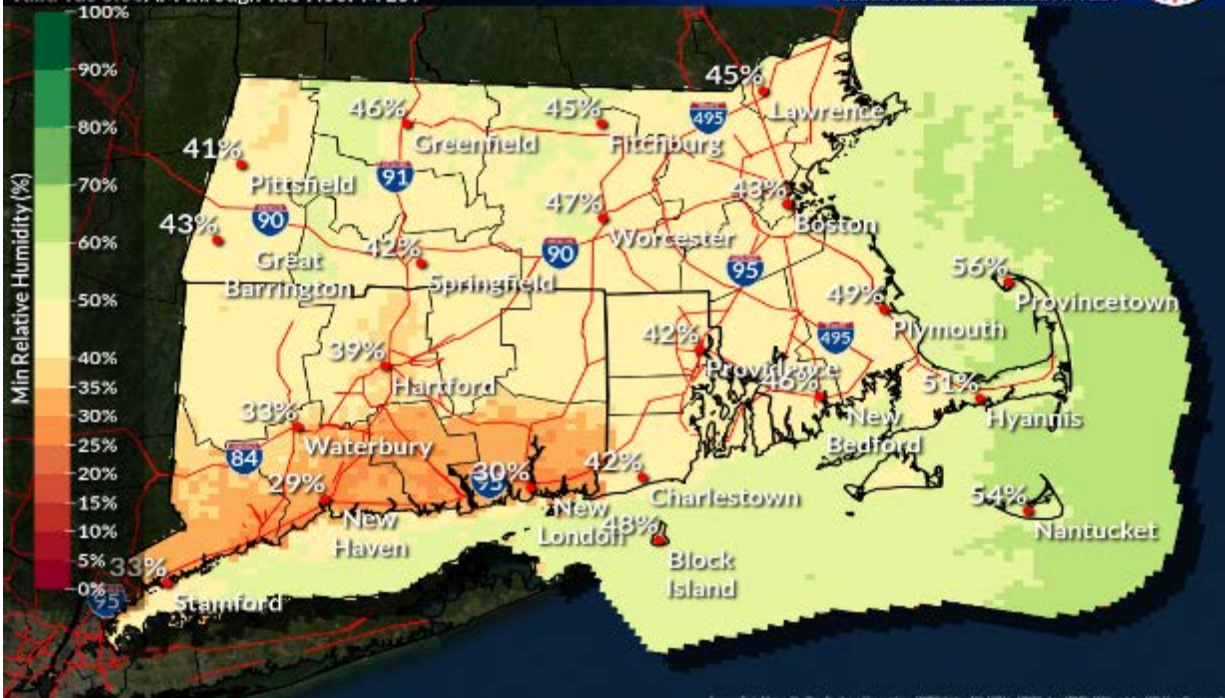 100%
90%
80%
70%
60%
50%
40%
35%
30%
25%
20%
15%
10%
5%
0%
Min Relative Humidity (%)
45%
Lawrence
46%
Greenfield
45%
Fitchburg
495
41%
Pittsfield
91
43%
Boston
47%
Worcester
90
43%
Great
Barrington
42%
Springfield
90
95
56%
Provincetown
49%
Plymouth
495
39%
Hartford
42%
Providence
46%
New
Bedford
51%
Hyannis
33%
Waterbury
84
29%
New
Haven
30%
95
New
London
42%
Charlestown
48%
Block
Island
54%
Nantucket
33%
Stamford
95